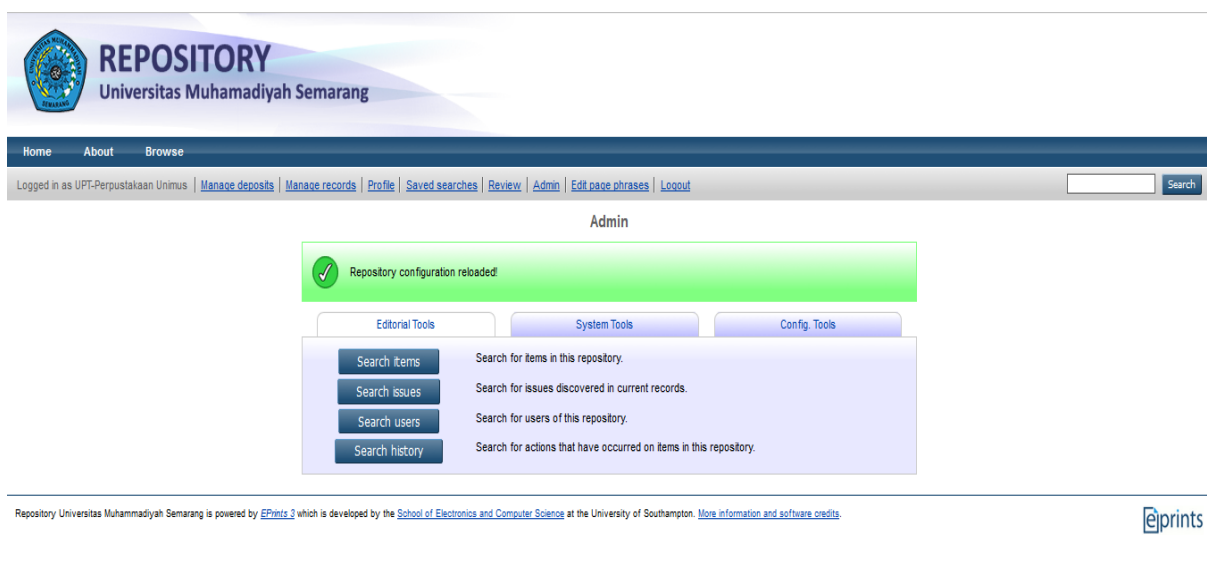 REPOSITORY
Universitas Muhamadiyah Semarang
SEMARANG
Home About Browse
Logged in as UPT-Perpustakaan Unimus | Manage deposits | Manage records | Profile | Saved searches | Review | Admin | Edit page phrases | Logout Search
Admin
Repository configuration reloaded!
Editorial Tools System Tools Config. Tools
Search items Search for items in this repository.
Search issues Search for issues discovered in current records.
Search users Search for users of this repository.
Search history Search for actions that have occurred on items in this repository.
Repository Universitas Muhammadiyah Semarang is powered by EPrints 3 which is developed by the School of Electronics and Computer Science at the University of Southampton. More information and software credits.
eprints